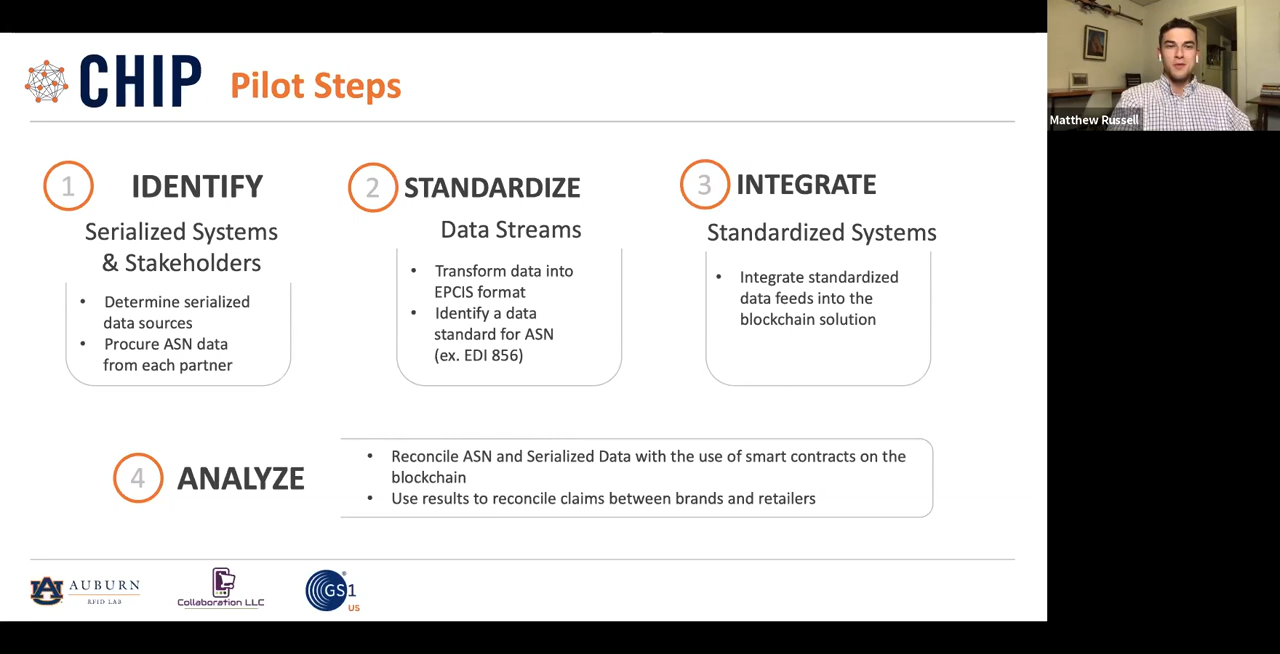 CHIP Pilot Steps
Matthew Russell
1 IDENTIFY
Serialized Systems
& Stakeholders
• Determine serialized
data sources
• Procure ASN data
from each partner
2 STANDARDIZE
Data Streams
• Transform data into
EPCIS format
• Identify a data
standard for ASN
(ex. EDI 856)
3 INTEGRATE
Standardized Systems
• Integrate standardized
data feeds into the
blockchain solution
4 ANALYZE
• Reconcile ASN and Serialized Data with the use of smart contracts on the
blockchain
• Use results to reconcile claims between brands and retailers
AU AUBURN
RFID LAB
Collaboration LLC
GS1
US